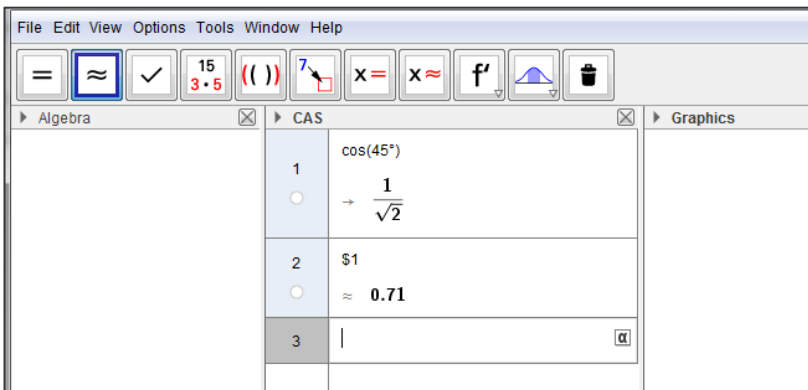 File Edit View Options Tools Window Help
= ≈ ✓ 15 3·5 (( )) 7 x= x≈ f′
Algebra
CAS
Graphics
1
cos(45°)
→ 1/√2
2
$1
≈ 0.71
3
α